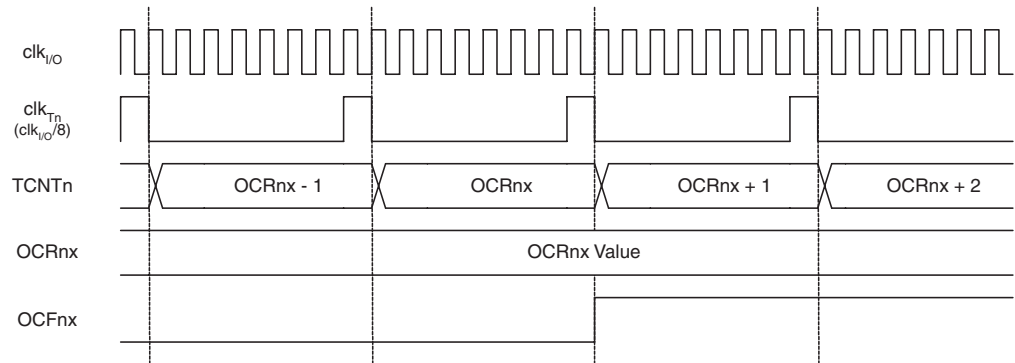 clkI/O
clkTn
(clkI/O/8)
TCNTn
OCRnx - 1
OCRnx
OCRnx + 1
OCRnx + 2
OCRnx
OCRnx Value
OCFnx